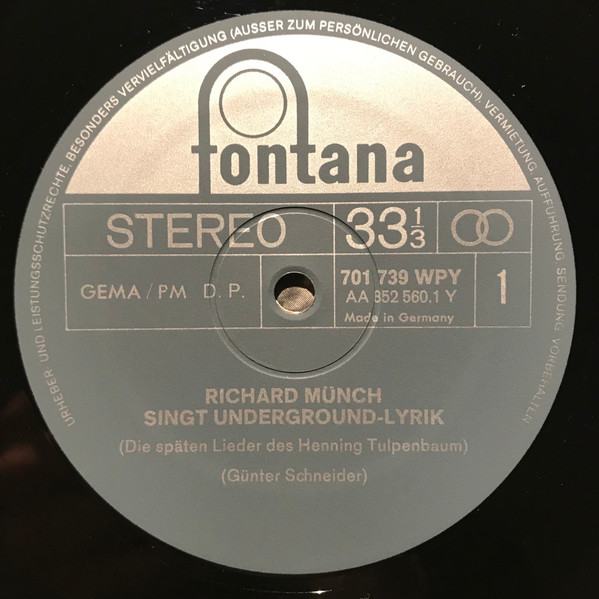 URHEBER- UND LEISTUNGSSCHUTZRECHTE, BESONDERS VERVIELFÄLTIGUNG (AUSSER ZUM PERSÖNLICHEN GEBRAUCH), VERMIETUNG, AUFFÜHRUNG, SENDUNG, VORBEHALTEN
fontana
STEREO 33 1/3
GEMA/PM D.P. 701 739 WPY 1
AA 852 560.1 Y
Made in Germany
RICHARD MÜNCH
SINGT UNDERGROUND-LYRIK
(Die späten Lieder des Henning Tulpenbaum)
(Günter Schneider)